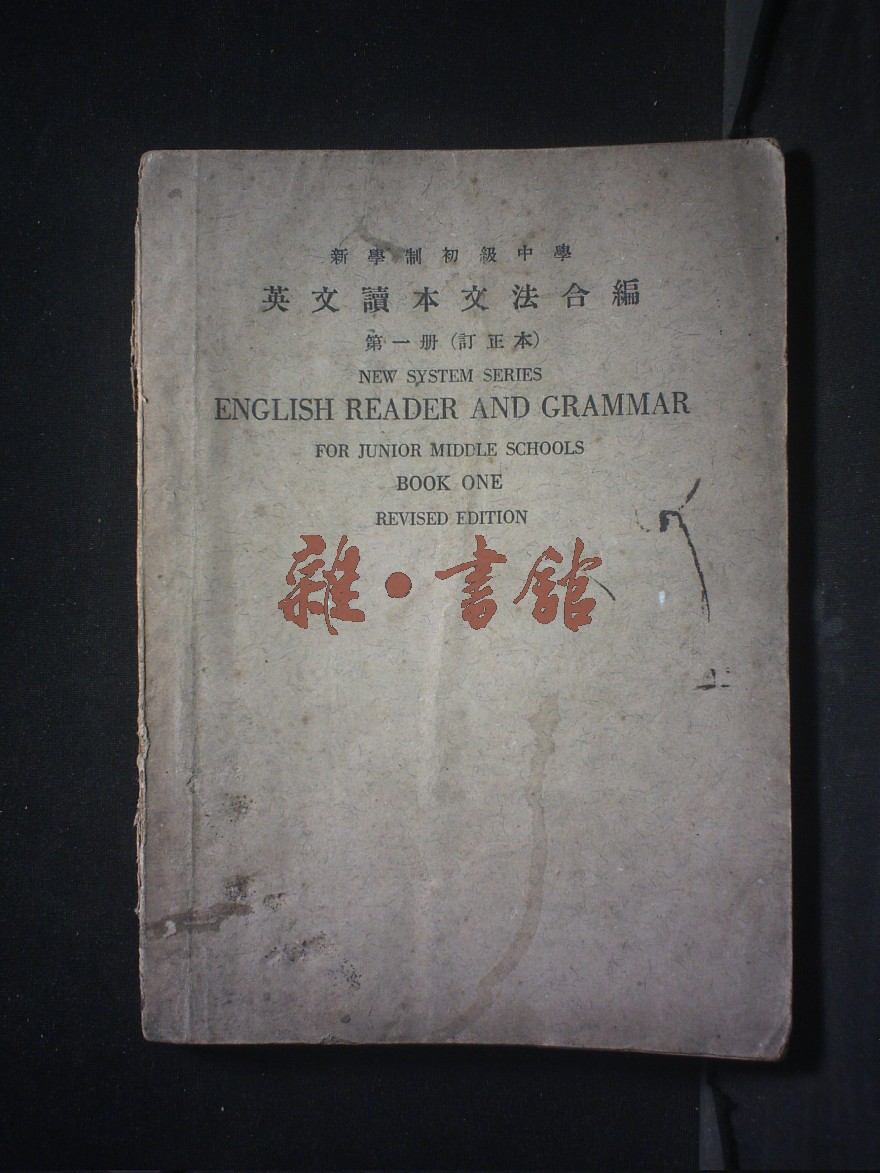 新學制初級中學
英文讀本文法合編
第一册(訂正本)
NEW SYSTEM SERIES
ENGLISH READER AND GRAMMAR
FOR JUNIOR MIDDLE SCHOOLS
BOOK ONE
REVISED EDITION
雜·書館